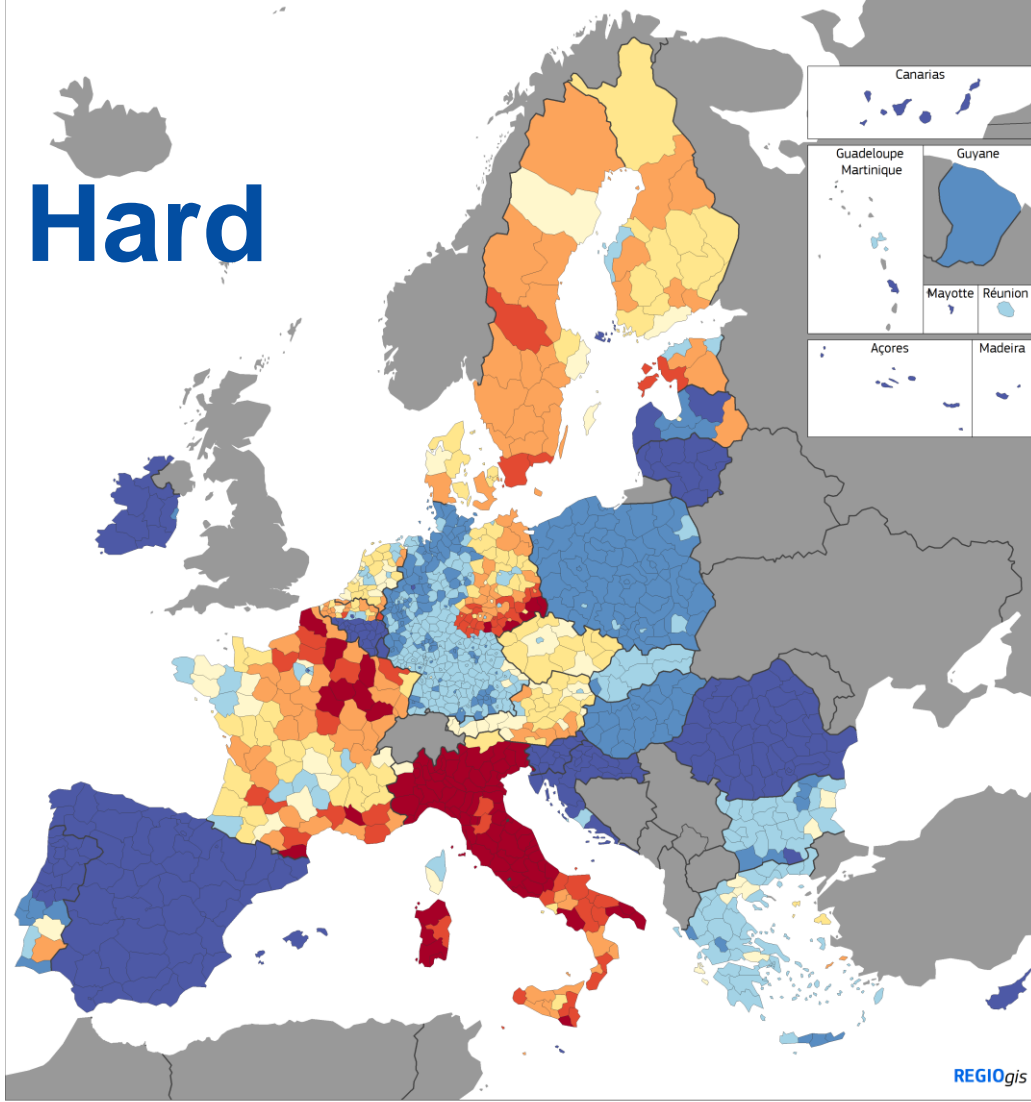 Hard
Canarias
Guadeloupe
Martinique
Guyane
Mayotte
Réunion
Açores
Madeira
REGIOgis